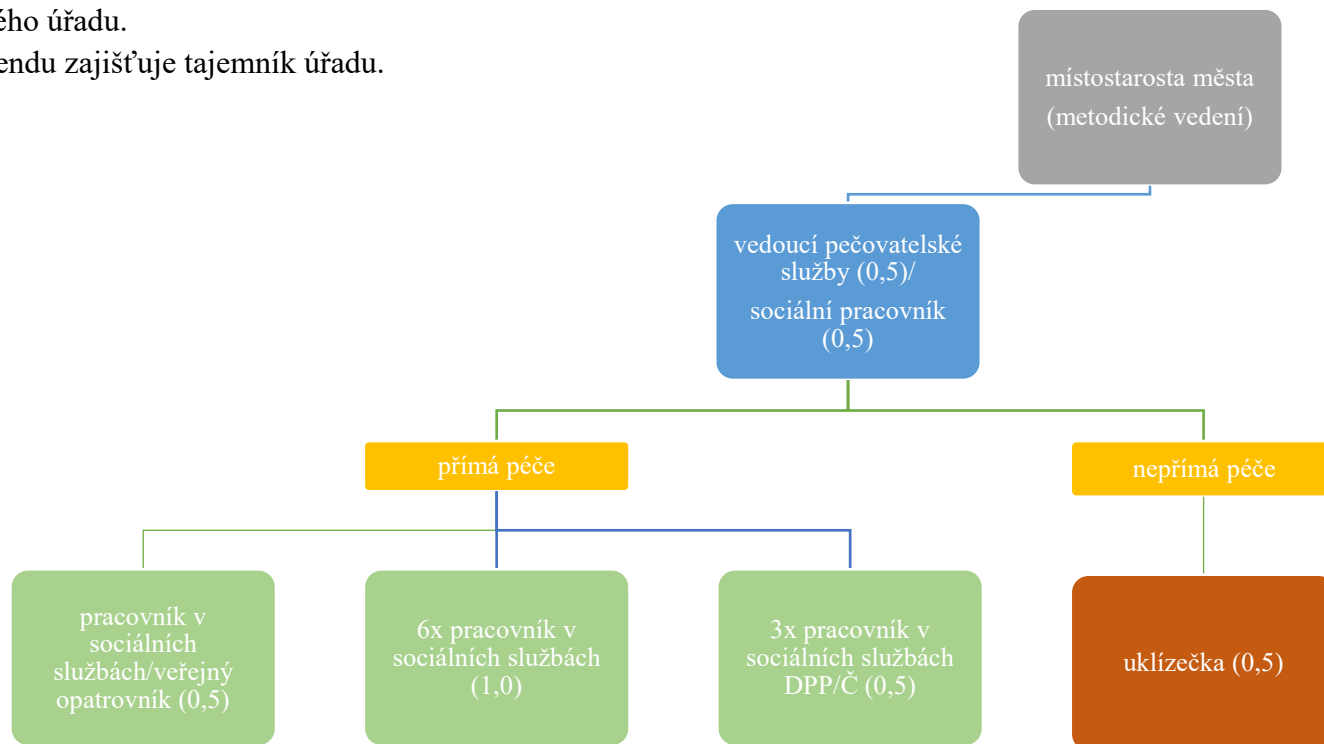 ého úřadu.
endu zajišťuje tajemník úřadu.
místostarosta města
(metodické vedení)
vedoucí pečovatelské
služby (0,5)/
sociální pracovník
(0,5)
přímá péče
nepřímá péče
pracovník v
sociálních
službách/veřejný
opatrovník (0,5)
6x pracovník v
sociálních službách
(1,0)
3x pracovník v
sociálních službách
DPP/Č (0,5)
uklízečka (0,5)